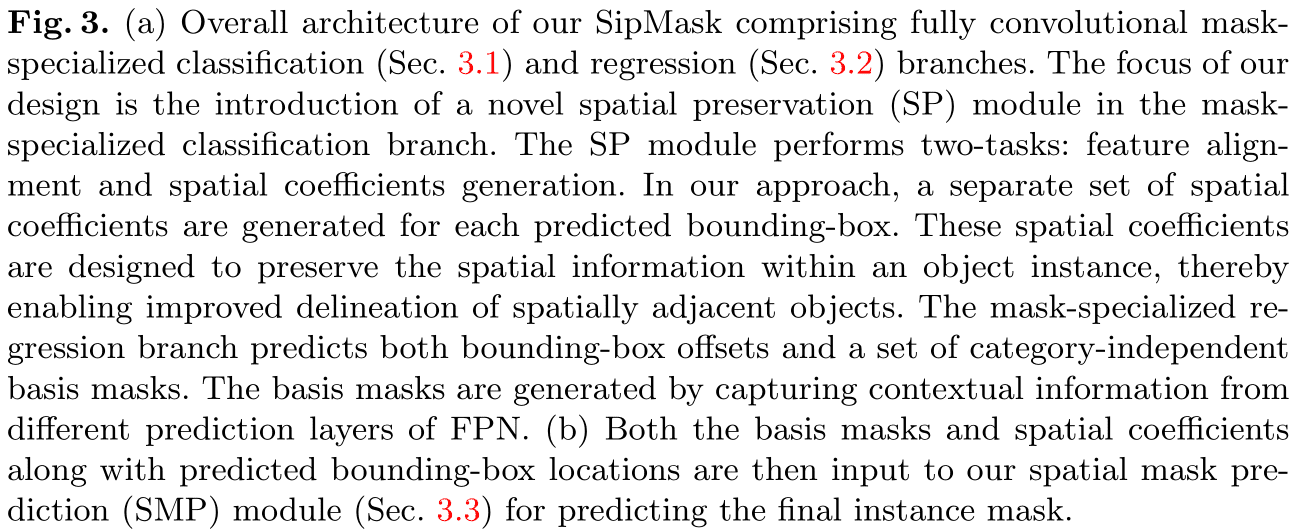 Fig. 3. (a) Overall architecture of our SipMask comprising fully convolutional mask-
specialized classification (Sec. 3.1) and regression (Sec. 3.2) branches. The focus of our
design is the introduction of a novel spatial preservation (SP) module in the mask-
specialized classification branch. The SP module performs two-tasks: feature align-
ment and spatial coefficients generation. In our approach, a separate set of spatial
coefficients are generated for each predicted bounding-box. These spatial coefficients
are designed to preserve the spatial information within an object instance, thereby
enabling improved delineation of spatially adjacent objects. The mask-specialized re-
gression branch predicts both bounding-box offsets and a set of category-independent
basis masks. The basis masks are generated by capturing contextual information from
different prediction layers of FPN. (b) Both the basis masks and spatial coefficients
along with predicted bounding-box locations are then input to our spatial mask pre-
diction (SMP) module (Sec. 3.3) for predicting the final instance mask.